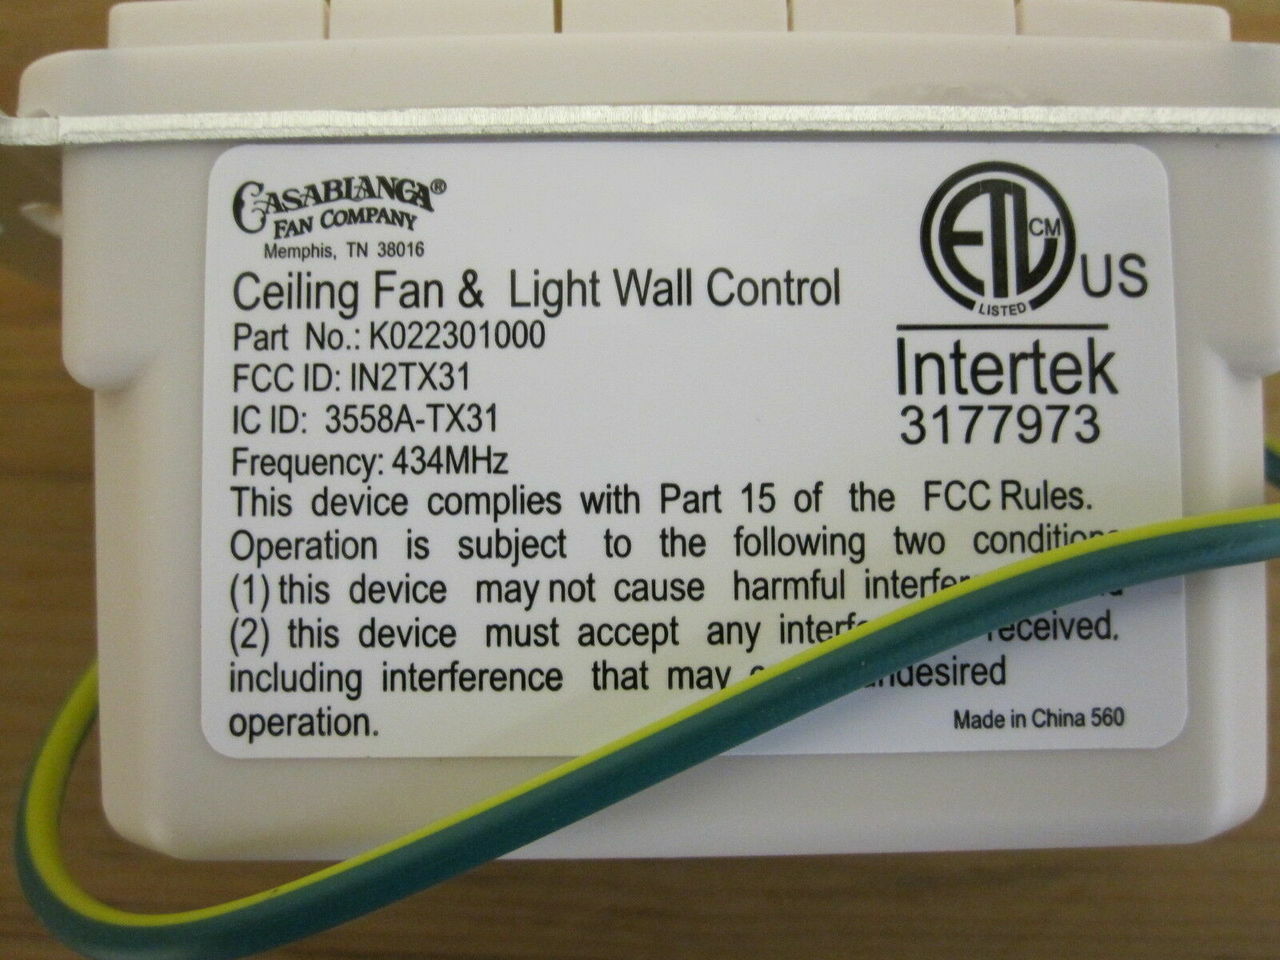 CASABLANCA®
FAN COMPANY
Memphis, TN 38016
Ceiling Fan & Light Wall Control
Part No.: K022301000
FCC ID: IN2TX31
IC ID: 3558A-TX31
Frequency: 434MHz
ETL CM
LISTED
US
Intertek
3177973
This device complies with Part 15 of the FCC Rules.
Operation is subject to the following two conditions
(1) this device may not cause harmful
(2) this device must accept any received.
including interference that may undesired
operation.
Made in China 560